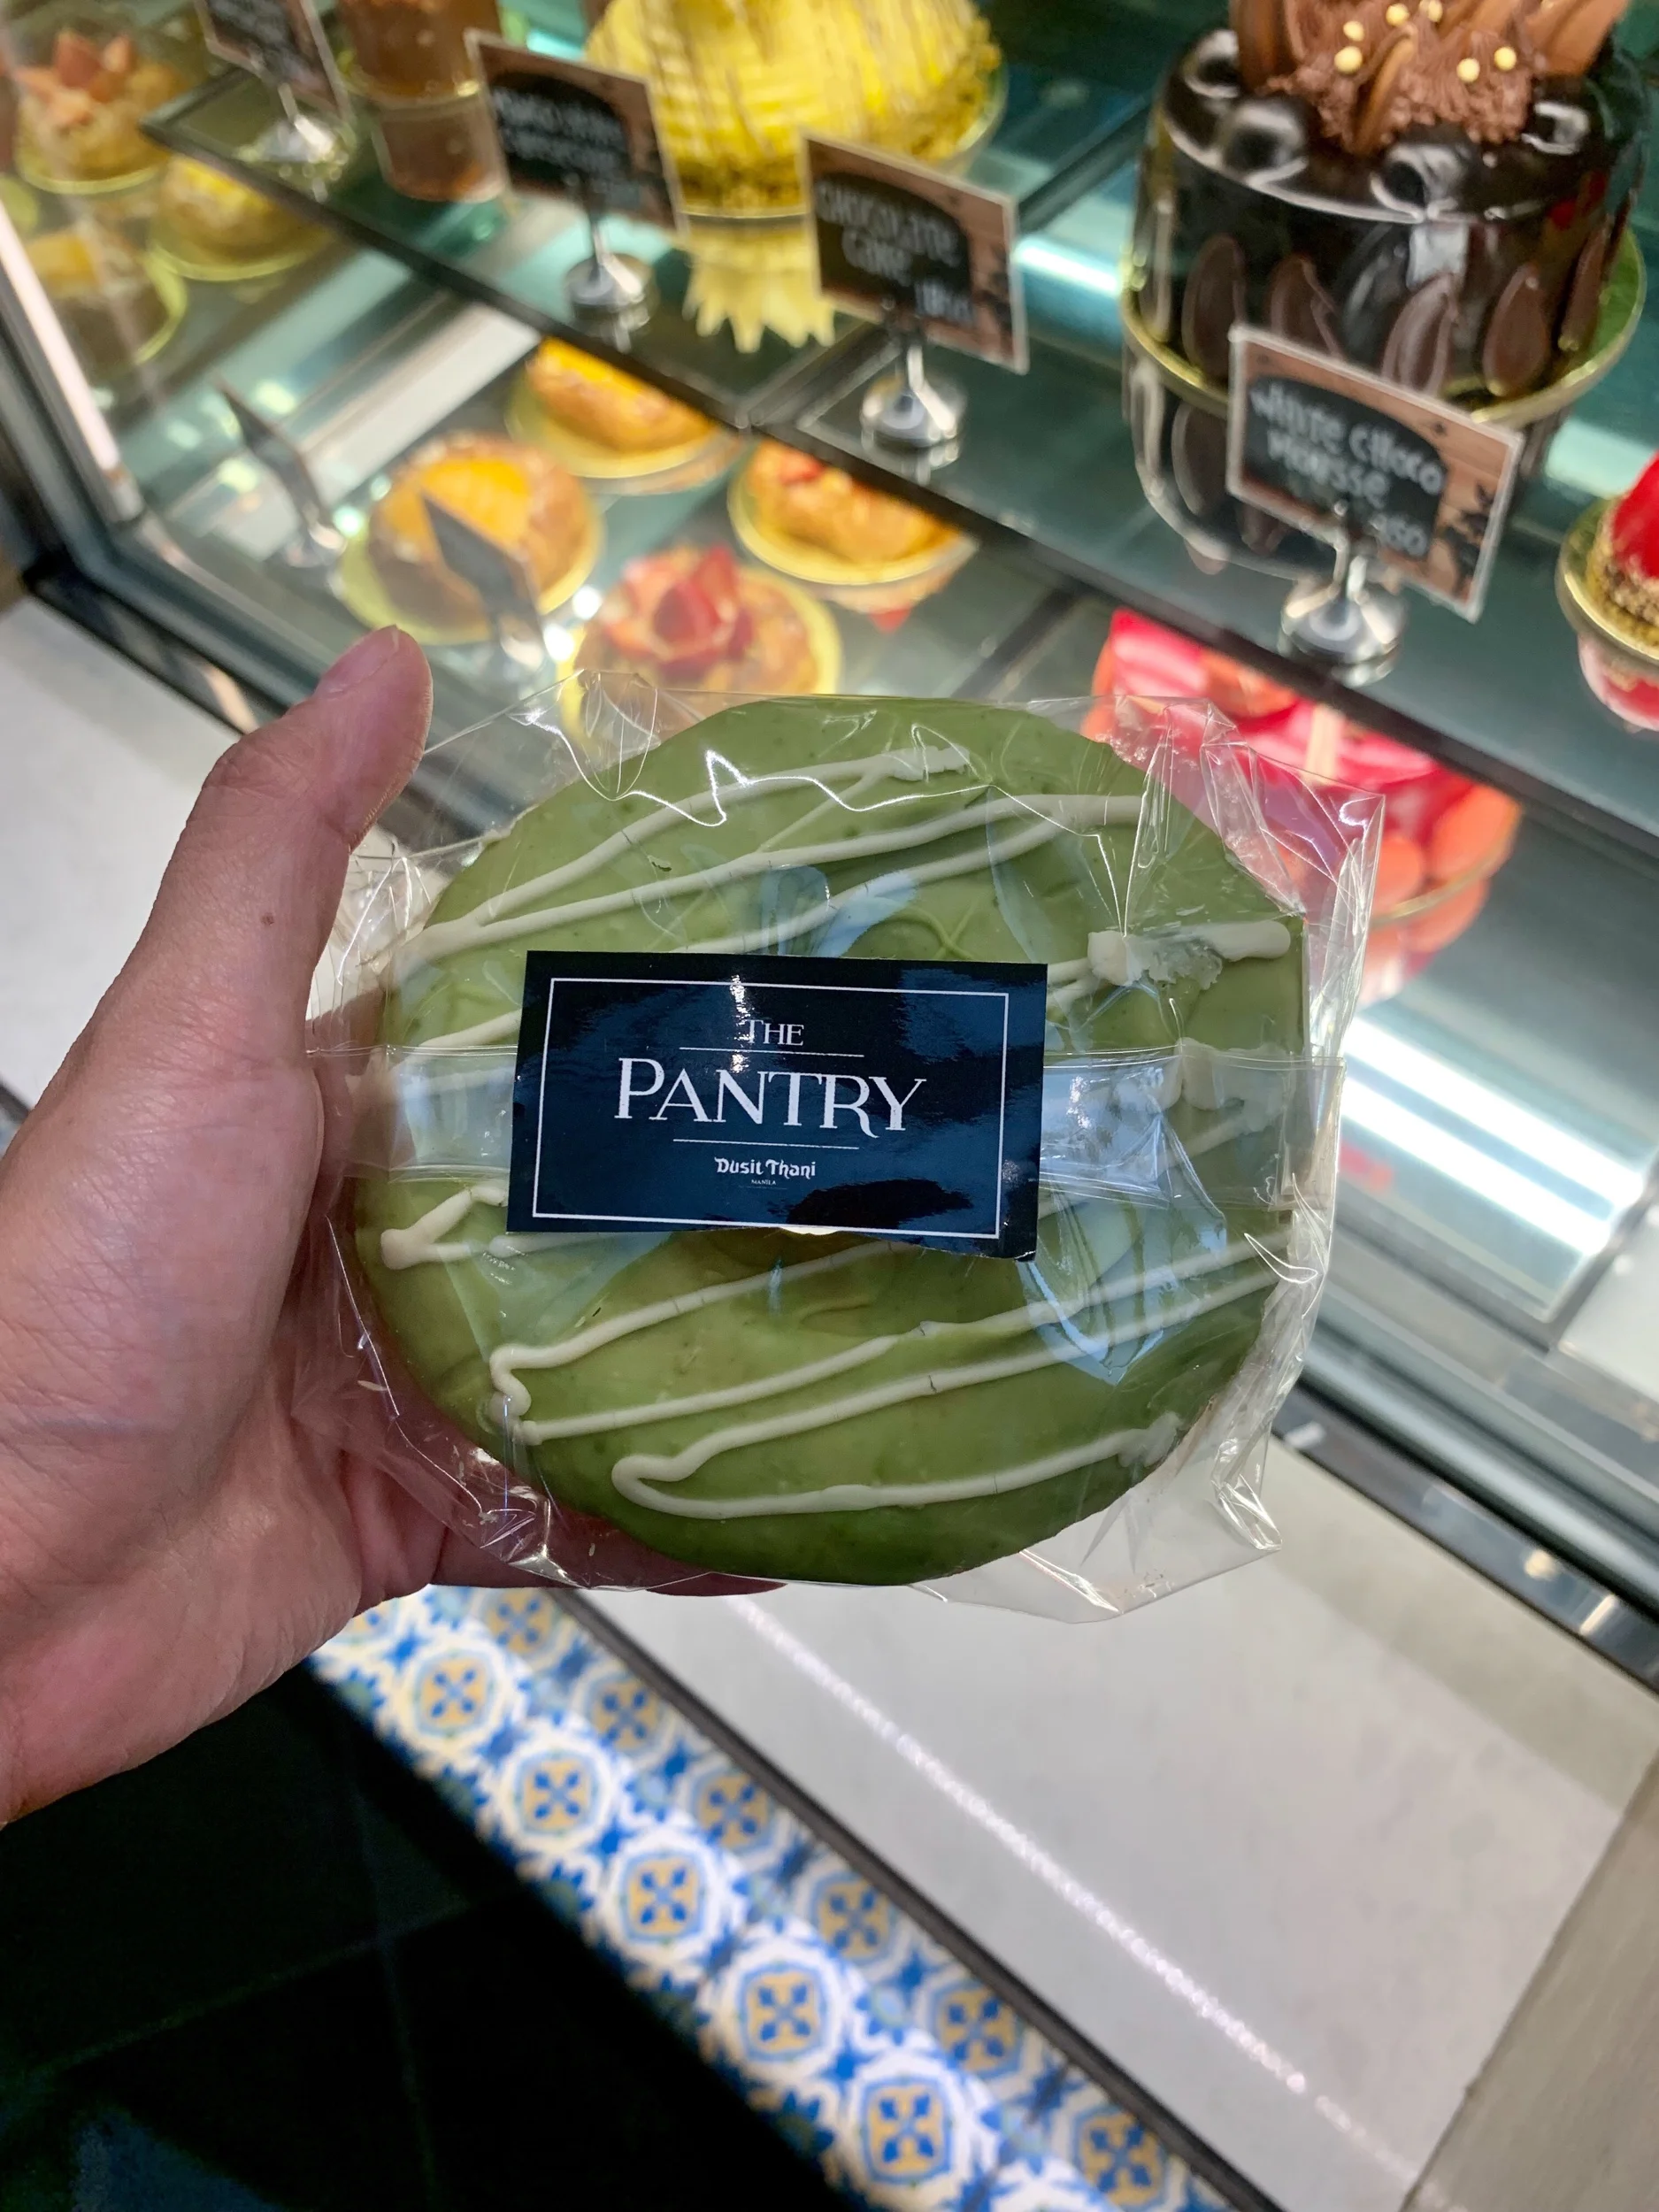 CHOCOLATE
CAKE
WHITE CHOCO
MOUSSE
THE
PANTRY
Dusit Thani
MANILA